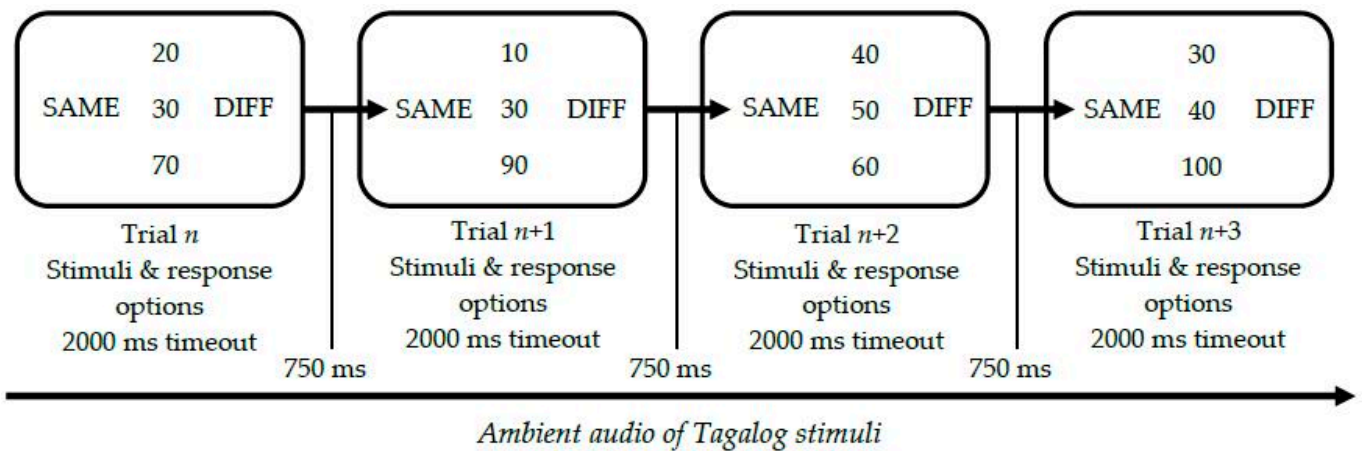 20
SAME 30 DIFF
70
10
SAME 30 DIFF
90
40
SAME 50 DIFF
60
30
SAME 40 DIFF
100
Trial n
Stimuli & response
options
2000 ms timeout
Trial n+1
Stimuli & response
options
2000 ms timeout
Trial n+2
Stimuli & response
options
2000 ms timeout
Trial n+3
Stimuli & response
options
2000 ms timeout
750 ms
750 ms
750 ms
Ambient audio of Tagalog stimuli